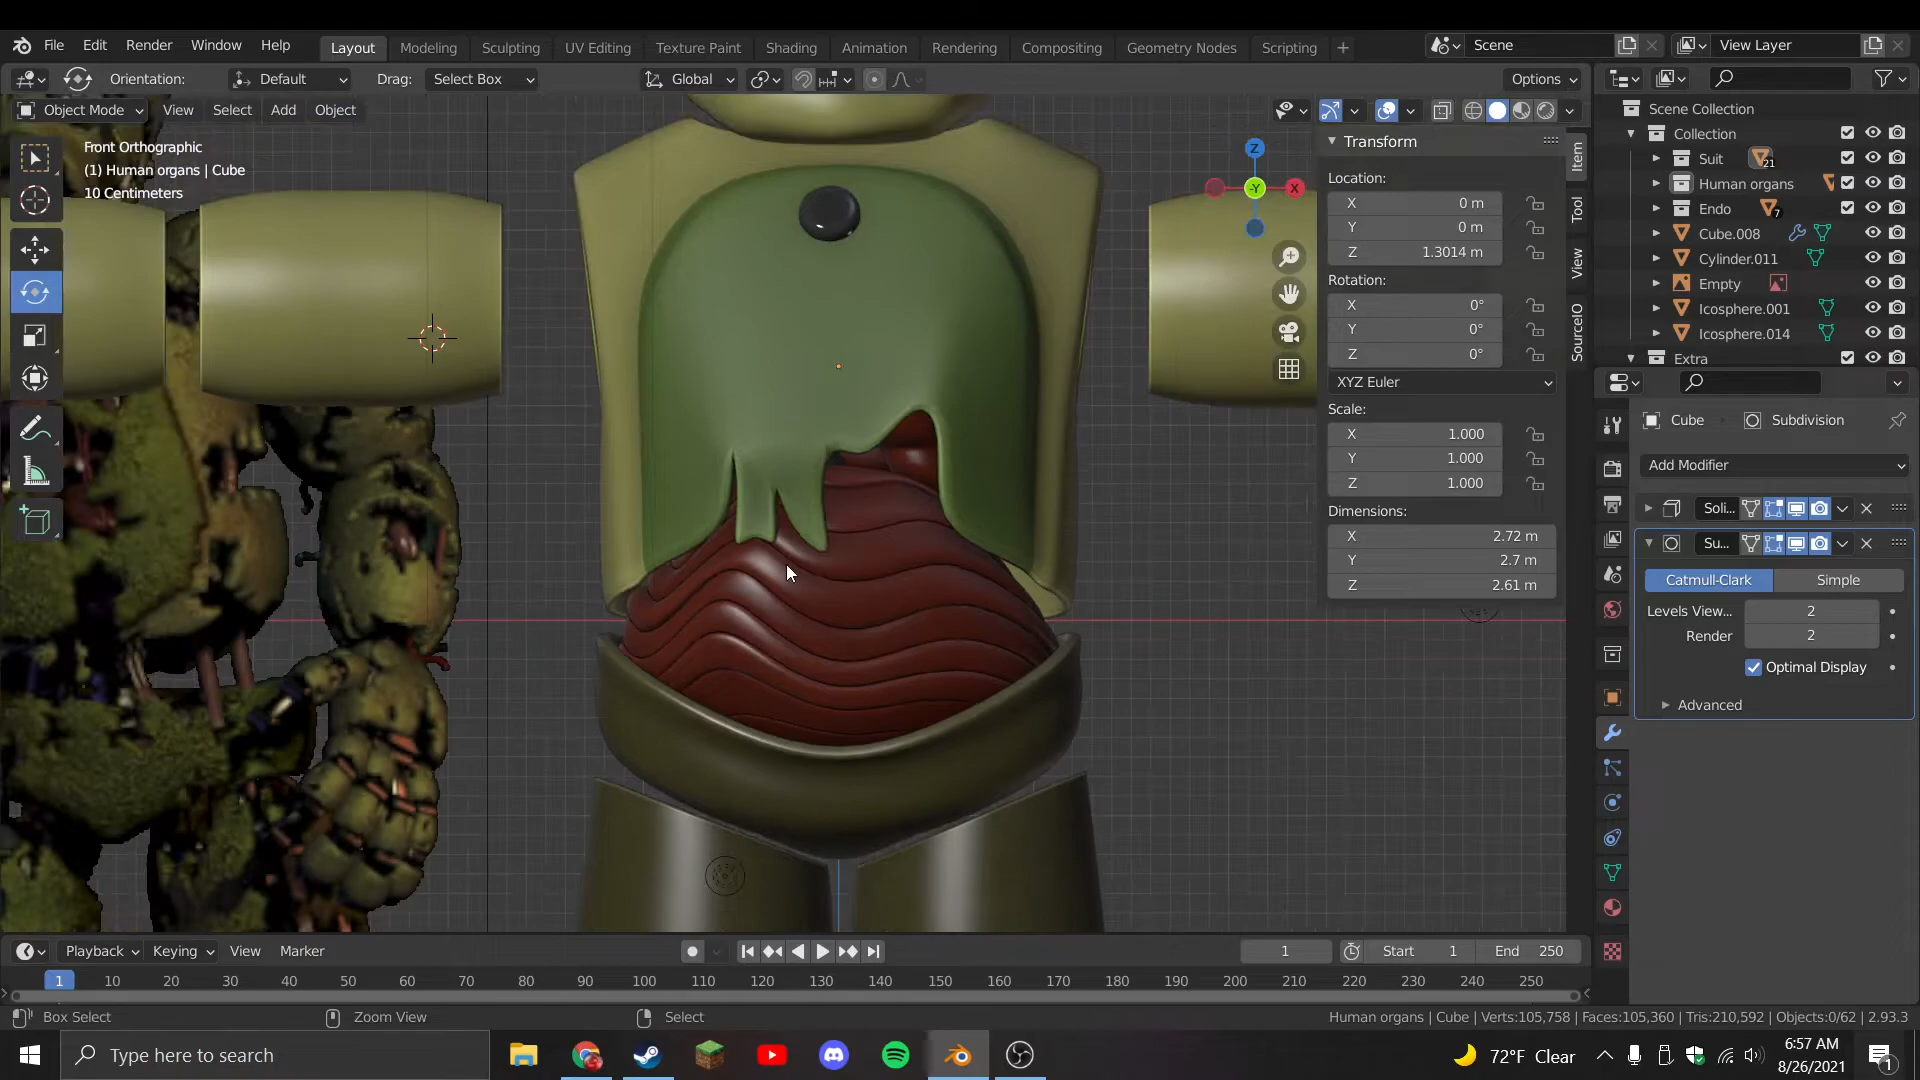 File Edit Render Window Help Layout Modeling Sculpting UV Editing Texture Paint Shading Animation Rendering Compositing Geometry Nodes Scripting + Scene View Layer
Orientation: Default Drag: Select Box Global Options
Object Mode View Select Add Object
Front Orthographic
(1) Human organs | Cube
10 Centimeters
Z
X
-Y
Transform
Location:
X 0 m
Y 0 m
Z 1.3014 m
Rotation:
X 0°
Y 0°
Z 0°
XYZ Euler
Scale:
X 1.000
Y 1.000
Z 1.000
Dimensions:
X 2.72 m
Y 2.7 m
Z 2.61 m
Item
Tool
View
SourceIO
Scene Collection
Collection
Suit 21
Human organs
Endo 7
Cube.008
Cylinder.011
Empty
Icosphere.001
Icosphere.014
Extra
Cube Subdivision
Add Modifier
Soli...
Su...
Catmull-Clark Simple
Levels View... 2
Render 2
Optimal Display
Advanced
Playback Keying View Marker 1 Start 1 End 250
1 10 20 30 40 50 60 70 80 90 100 110 120 130 140 150 160 170 180 190 200 210 220 230 240 250
Box Select Zoom View Select Human organs | Cube | Verts:105,758 | Faces:105,360 | Tris:210,592 | Objects:0/62 | 2.93.3
Type here to search 72°F Clear 6:57 AM
8/26/2021
1